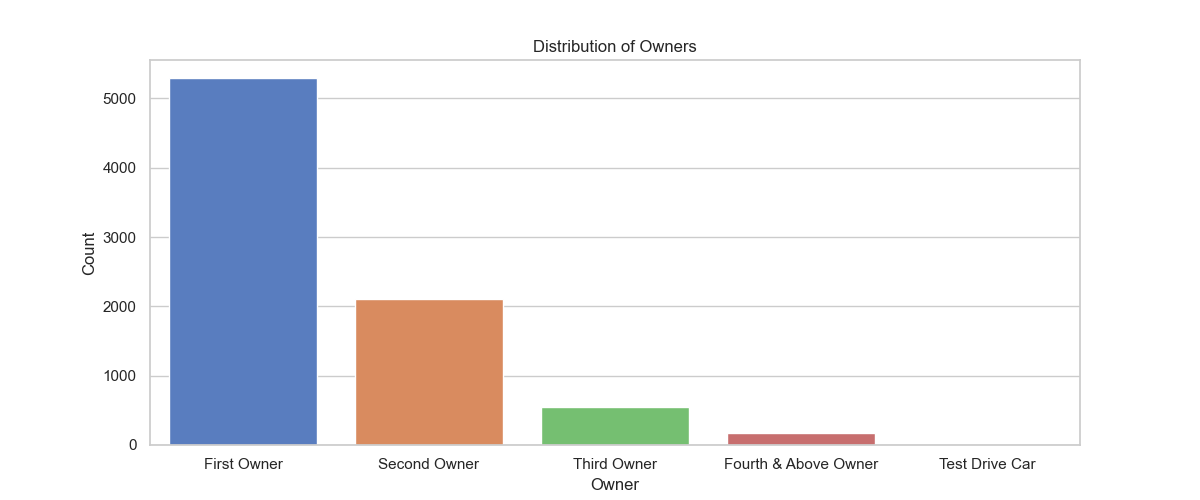 Distribution of Owners
5000
4000
3000
2000
1000
0
Count
First Owner
Second Owner
Third Owner
Fourth & Above Owner
Test Drive Car
Owner